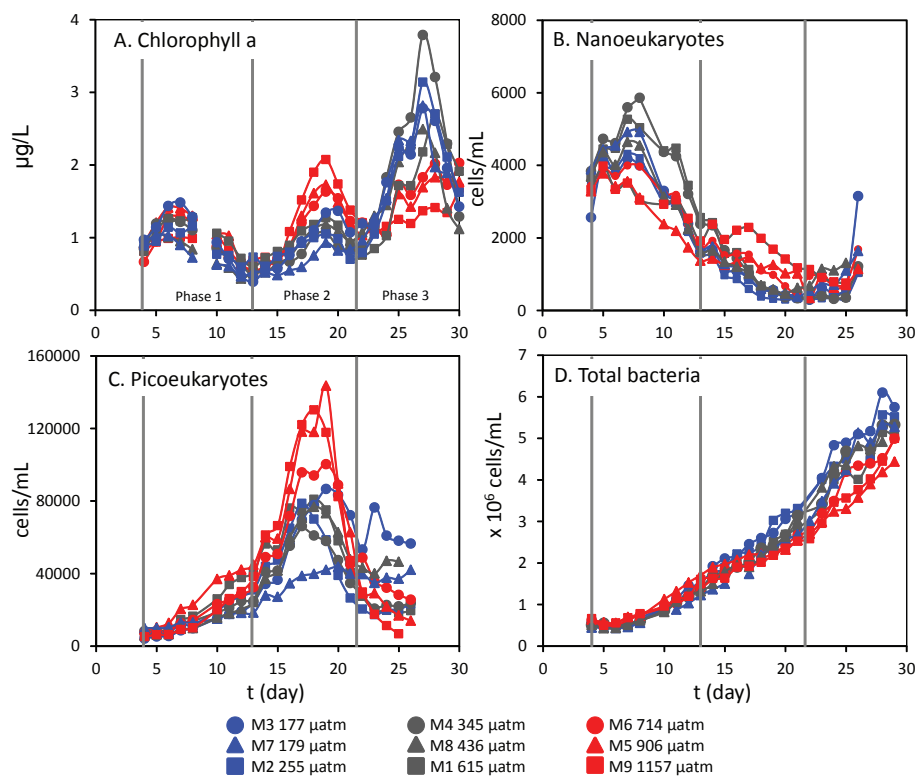 A. Chlorophyll a
B. Nanoeukaryotes
4
3
2
1
0
µg/L
Phase 1
Phase 2
Phase 3
0 5 10 15 20 25 30
8000
6000
4000
2000
0
cells/mL
0 5 10 15 20 25 30
C. Picoeukaryotes
D. Total bacteria
160000
120000
80000
40000
0
cells/mL
0 5 10 15 20 25 30
t (day)
7
6
5
4
3
2
1
0
x 10⁶ cells/mL
0 5 10 15 20 25 30
t (day)
M3 177 µatm M4 345 µatm M6 714 µatm
M7 179 µatm M8 436 µatm M5 906 µatm
M2 255 µatm M1 615 µatm M9 1157 µatm